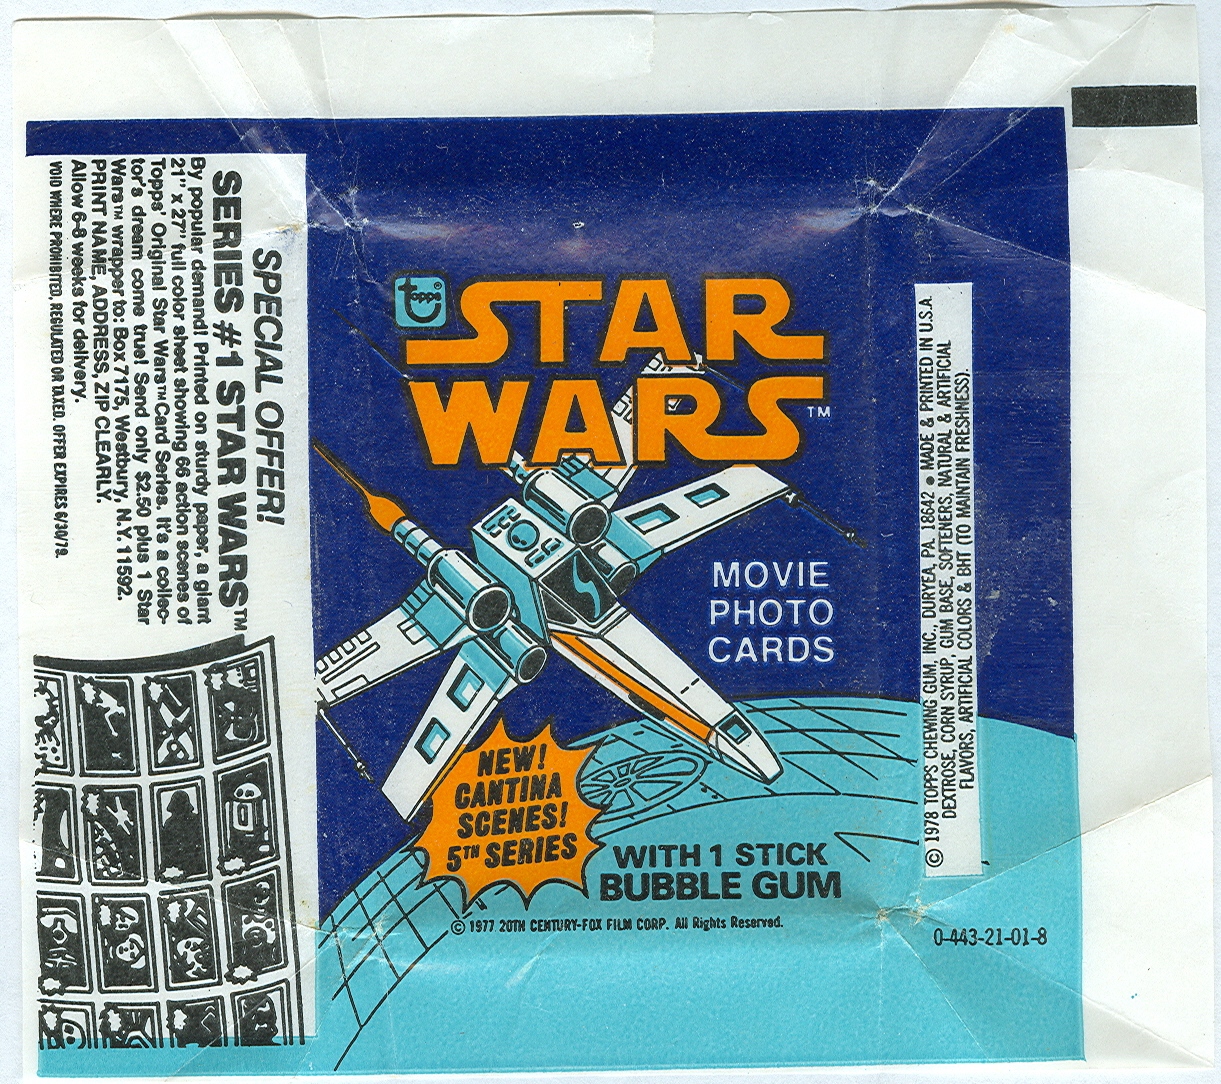 SPECIAL OFFER!
SERIES #1 STAR WARS™
By popular demand! Printed on sturdy paper, a giant
21" x 27" full color sheet showing 66 action scenes of
Topps' Original Star Wars™ Card Series. It's a collec-
tor's dream come true! Send only $2.50 plus 1 Star
Wars™ wrapper to: Box 7175, Westbury, N.Y. 11592.
PRINT NAME, ADDRESS, ZIP CLEARLY.
Allow 6-8 weeks for delivery.
VOID WHERE PROHIBITED, REGULATED OR TAXED. OFFER EXPIRES 6/30/79.
topps®
STAR
WARS™
MOVIE
PHOTO
CARDS
NEW!
CANTINA
SCENES!
5TH SERIES
WITH 1 STICK
BUBBLE GUM
© 1977 20TH CENTURY-FOX FILM CORP. All Rights Reserved.
© 1978 TOPPS CHEWING GUM, INC. DURYEA, PA. 18642 • MADE & PRINTED IN U.S.A.
DEXTROSE, CORN SYRUP, GUM BASE, SOFTENERS, NATURAL & ARTIFICIAL
FLAVORS, ARTIFICIAL COLORS & BHT (TO MAINTAIN FRESHNESS).
0-443-21-01-8